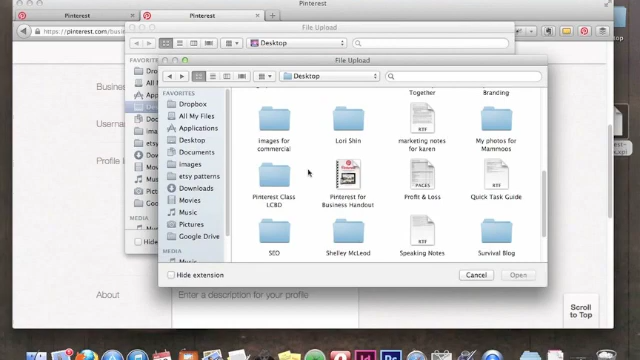 Pinterest
Pinterest
Pinterest
https://pinterest.com/busi
File Upload
Desktop
File Upload
Desktop
Busines
Userna
Profile I
About
Enter a description for your profile
Scroll
to Top
FAVORITES
Dropbox
All My Files
Applications
Desktop
Documents
images
etsy patterns
Downloads
Movies
Music
Pictures
Google Drive
MEDIA
Music
Together
Branding
images for
commercial
Lori Shin
marketing notes
for karen
My photos for
Mammoos
Pinterest Class
LCBD
Pinterest for
Business Handout
Profit & Loss
Quick Task Guide
SEO
Shelley McLeod
Speaking Notes
Survival Blog
Hide extension
Cancel
Open